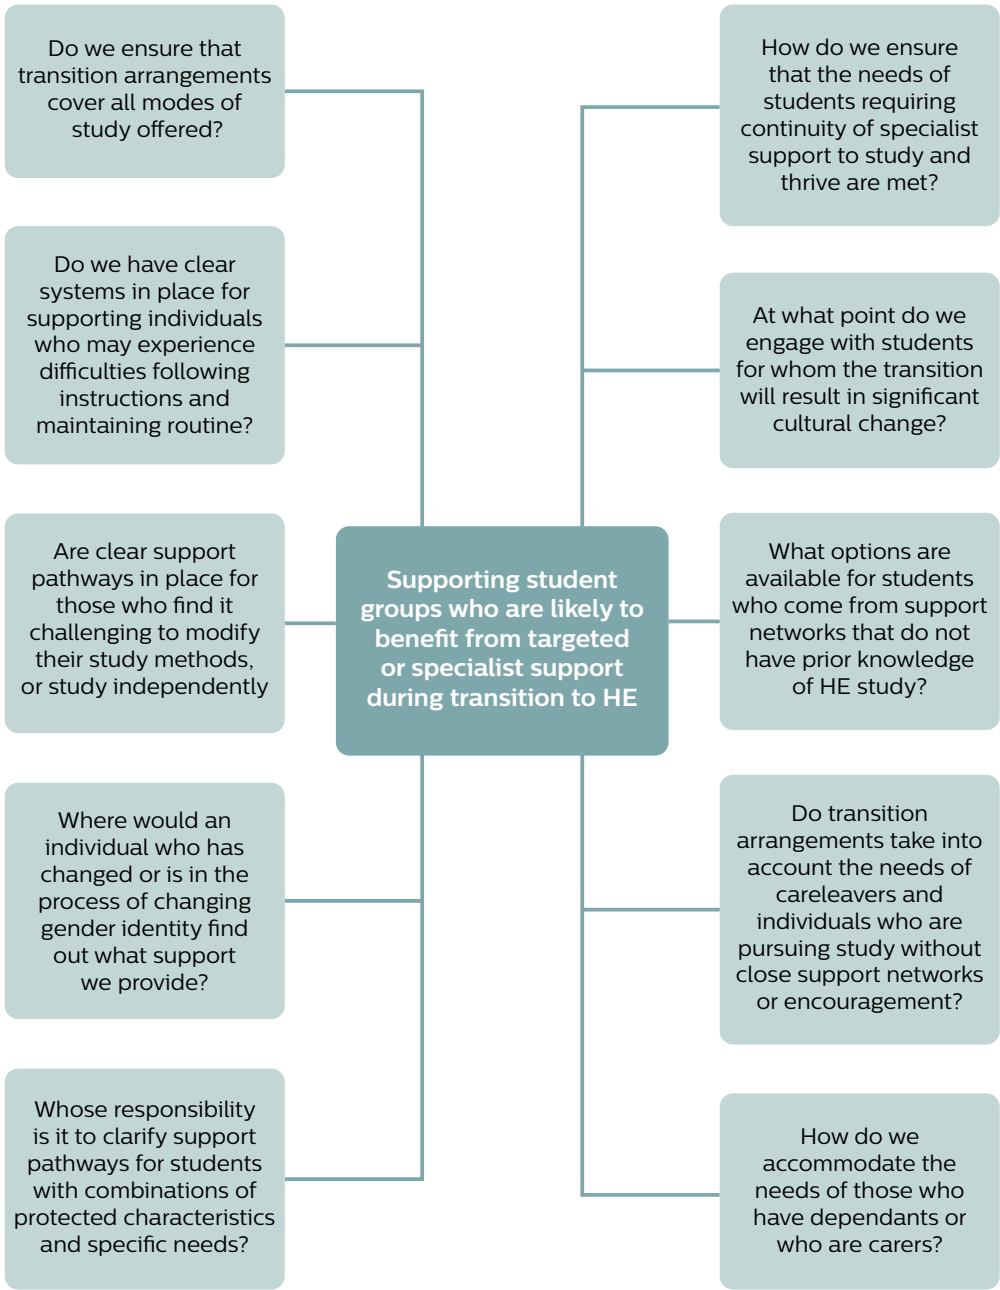 Do we ensure that
transition arrangements
cover all modes of
study offered?
Do we have clear
systems in place for
supporting individuals
who may experience
difficulties following
instructions and
maintaining routine?
Are clear support
pathways in place for
those who find it
challenging to modify
their study methods,
or study independently
Where would an
individual who has
changed or is in the
process of changing
gender identity find
out what support
we provide?
Whose responsibility
is it to clarify support
pathways for students
with combinations of
protected characteristics
and specific needs?
Supporting student
groups who are likely to
benefit from targeted
or specialist support
during transition to HE
How do we ensure
that the needs of
students requiring
continuity of specialist
support to study and
thrive are met?
At what point do we
engage with students
for whom the transition
will result in significant
cultural change?
What options are
available for students
who come from support
networks that do not
have prior knowledge
of HE study?
Do transition
arrangements take into
account the needs of
careleavers and
individuals who are
pursuing study without
close support networks
or encouragement?
How do we
accommodate the
needs of those who
have dependants or
who are carers?